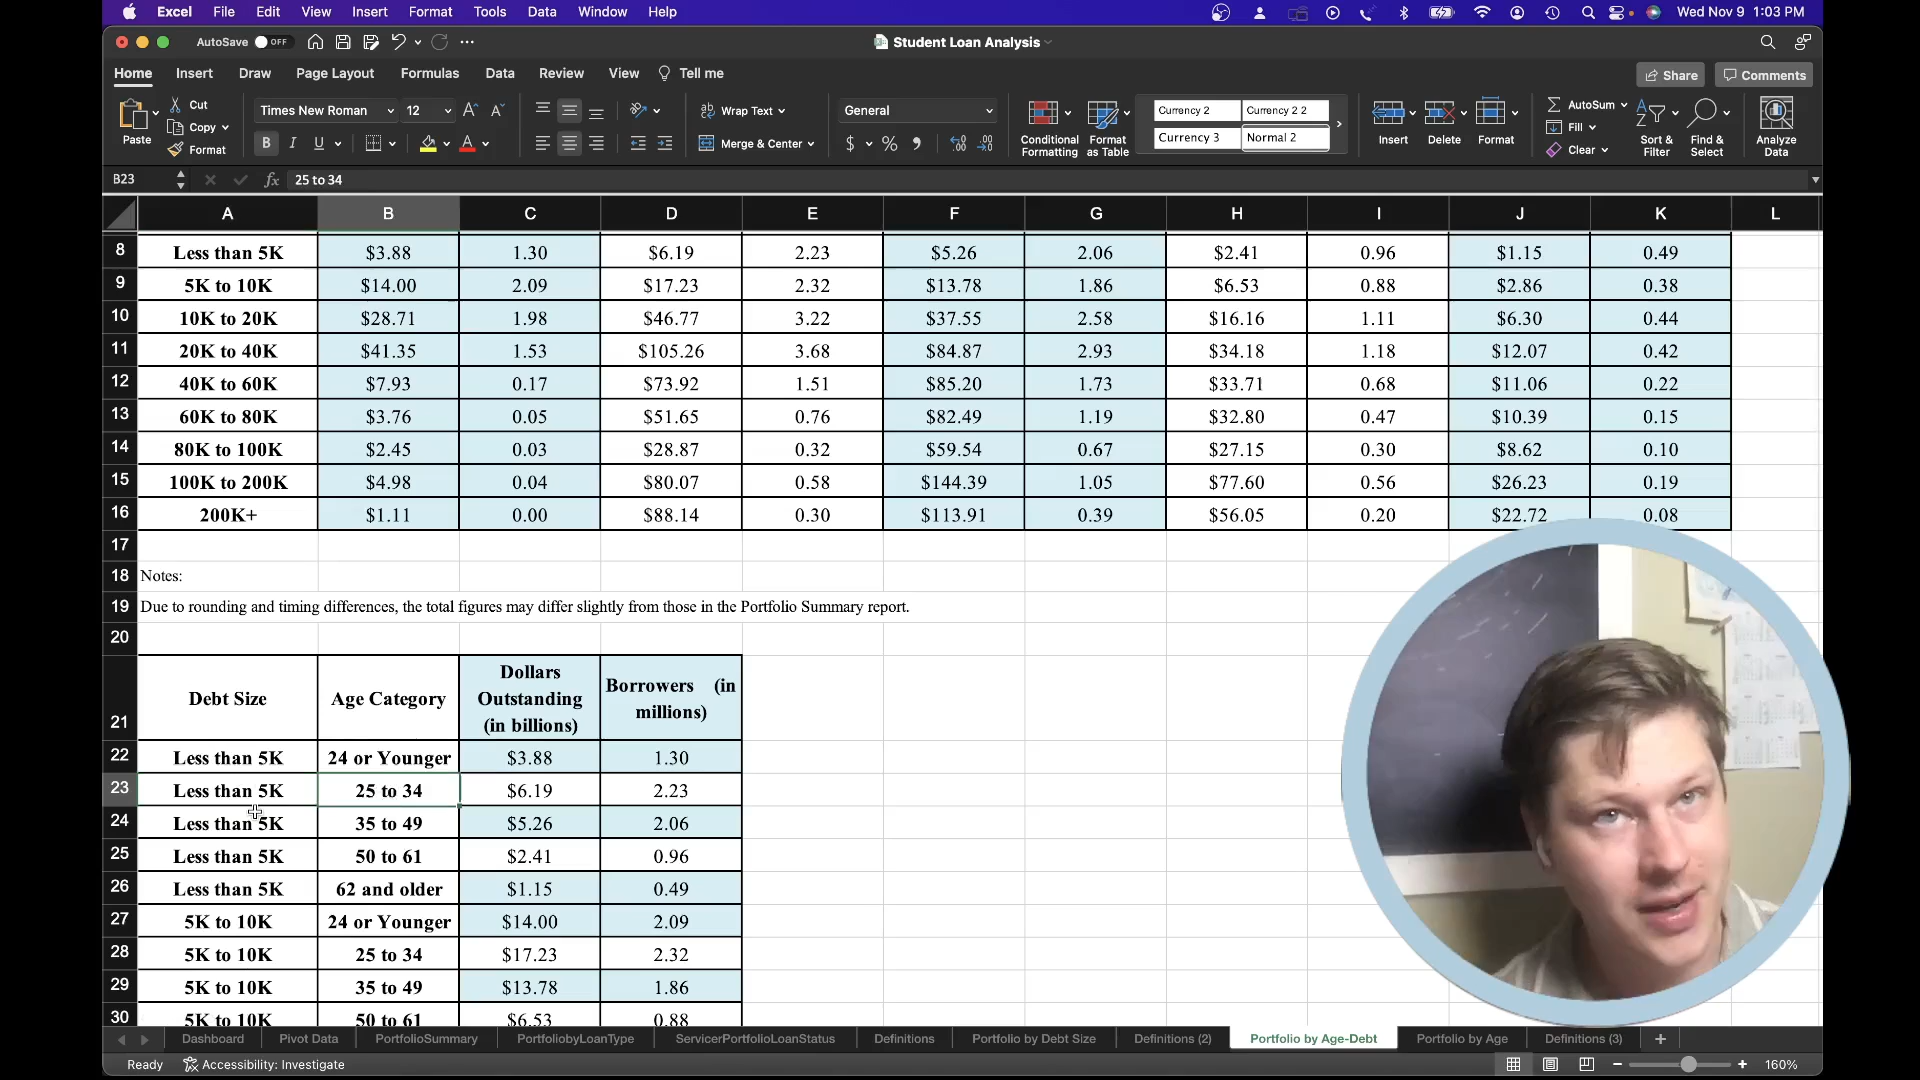 Excel File Edit View Insert Format Tools Data Window Help Wed Nov 9 1:03 PM
AutoSave OFF Student Loan Analysis
Home Insert Draw Page Layout Formulas Data Review View Tell me Share Comments
Paste Cut Copy Format
Times New Roman 12
B I U A
Wrap Text
Merge & Center
General
$ % 9
Conditional Formatting
Format as Table
Currency 2 Currency 2 2
Currency 3 Normal 2
Insert Delete Format
AutoSum
Fill
Clear
Sort & Filter
Find & Select
Analyze Data
B23 fx 25 to 34
A B C D E F G H I J K L
8 Less than 5K $3.88 1.30 $6.19 2.23 $5.26 2.06 $2.41 0.96 $1.15 0.49
9 5K to 10K $14.00 2.09 $17.23 2.32 $13.78 1.86 $6.53 0.88 $2.86 0.38
10 10K to 20K $28.71 1.98 $46.77 3.22 $37.55 2.58 $16.16 1.11 $6.30 0.44
11 20K to 40K $41.35 1.53 $105.26 3.68 $84.87 2.93 $34.18 1.18 $12.07 0.42
12 40K to 60K $7.93 0.17 $73.92 1.51 $85.20 1.73 $33.71 0.68 $11.06 0.22
13 60K to 80K $3.76 0.05 $51.65 0.76 $82.49 1.19 $32.80 0.47 $10.39 0.15
14 80K to 100K $2.45 0.03 $28.87 0.32 $59.54 0.67 $27.15 0.30 $8.62 0.10
15 100K to 200K $4.98 0.04 $80.07 0.58 $144.39 1.05 $77.60 0.56 $26.23 0.19
16 200K+ $1.11 0.00 $88.14 0.30 $113.91 0.39 $56.05 0.20 $22.72 0.08
17
18 Notes:
19 Due to rounding and timing differences, the total figures may differ slightly from those in the Portfolio Summary report.
20
21 Debt Size Age Category Dollars Outstanding (in billions) Borrowers (in millions)
22 Less than 5K 24 or Younger $3.88 1.30
23 Less than 5K 25 to 34 $6.19 2.23
24 Less than 5K 35 to 49 $5.26 2.06
25 Less than 5K 50 to 61 $2.41 0.96
26 Less than 5K 62 and older $1.15 0.49
27 5K to 10K 24 or Younger $14.00 2.09
28 5K to 10K 25 to 34 $17.23 2.32
29 5K to 10K 35 to 49 $13.78 1.86
30 5K to 10K 50 to 61 $6.53 0.88
Dashboard Pivot Data PortfolioSummary PortfoliobyLoanType ServicerPortfolioLoanStatus Definitions Portfolio by Debt Size Definitions (2) Portfolio by Age-Debt Portfolio by Age Definitions (3) +
Ready Accessibility: Investigate 160%